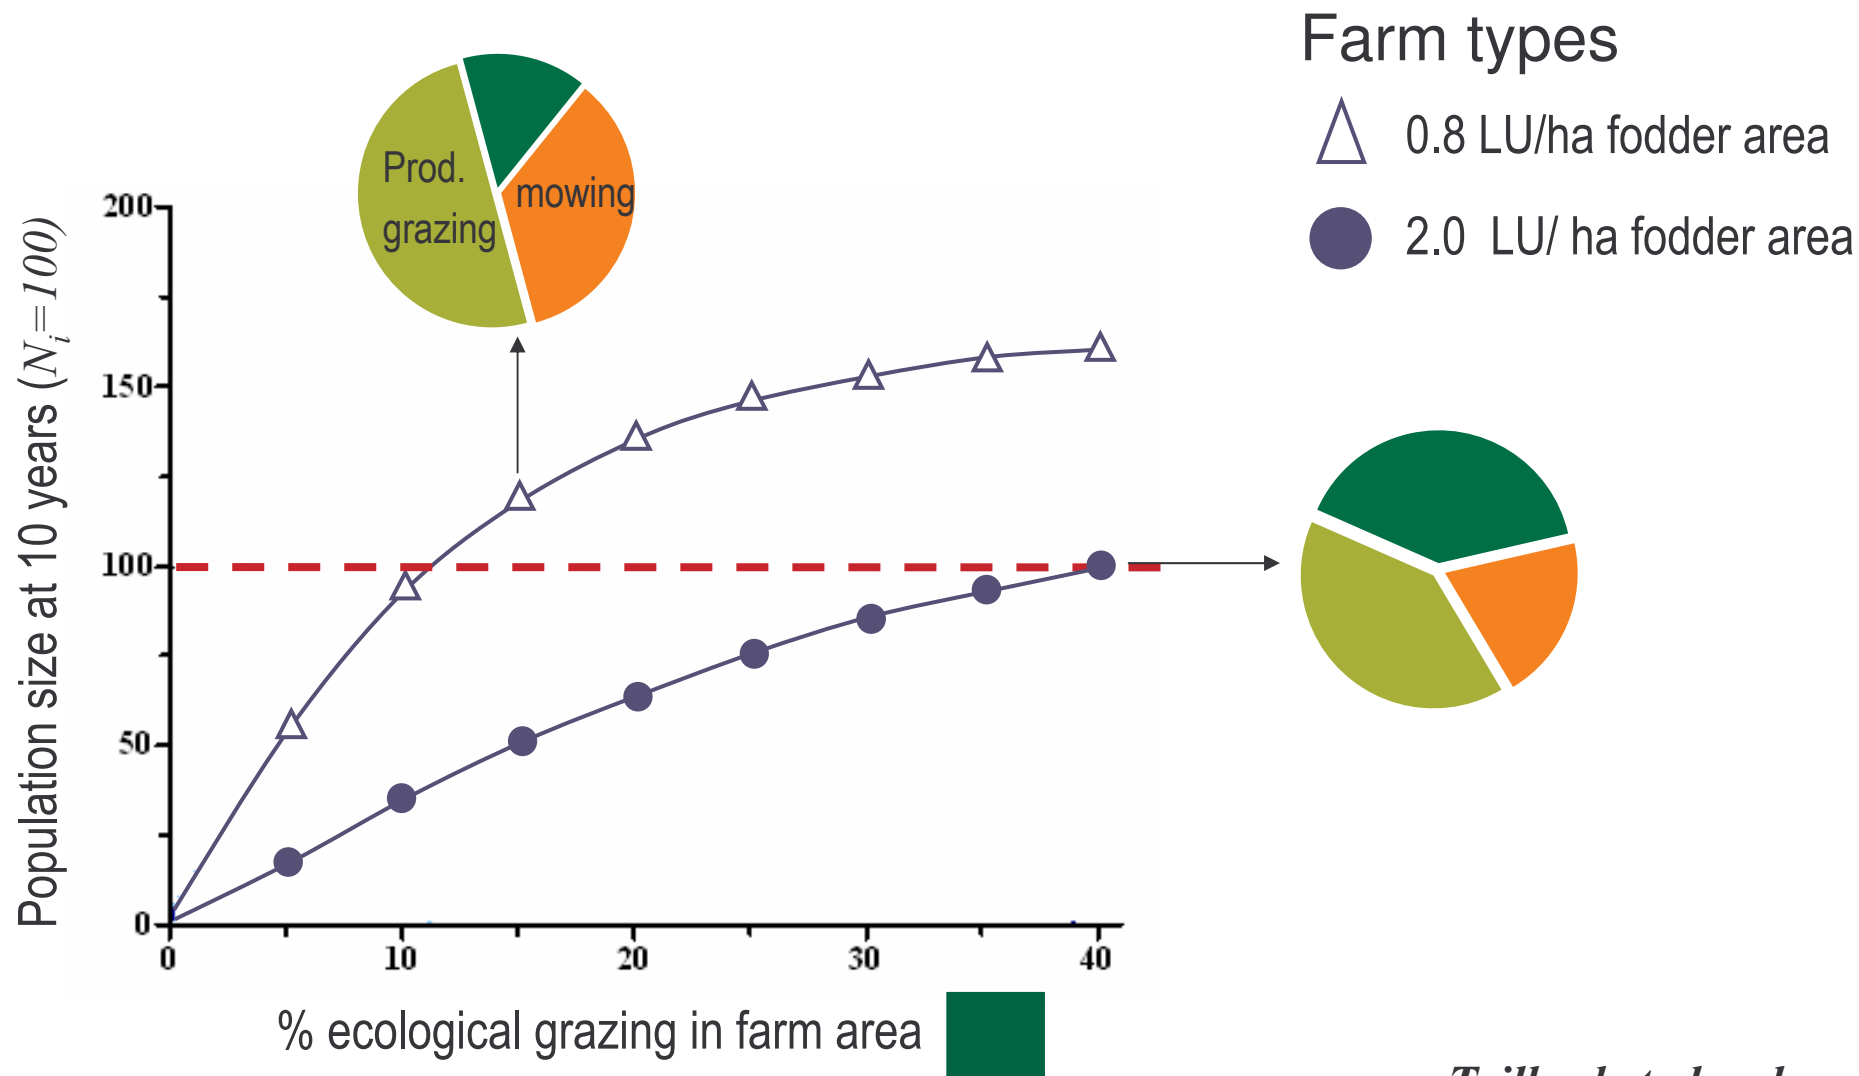 Farm types
0.8 LU/ha fodder area
2.0 LU/ ha fodder area
Prod.
grazing
mowing
Population size at 10 years (Ni=100)
200
150
100
50
0
0 10 20 30 40
% ecological grazing in farm area